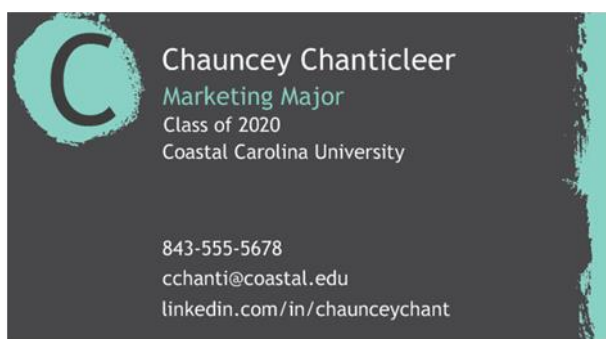 C
Chauncey Chanticleer
Marketing Major
Class of 2020
Coastal Carolina University
843-555-5678
cchanti@coastal.edu
linkedin.com/in/chaunceychant